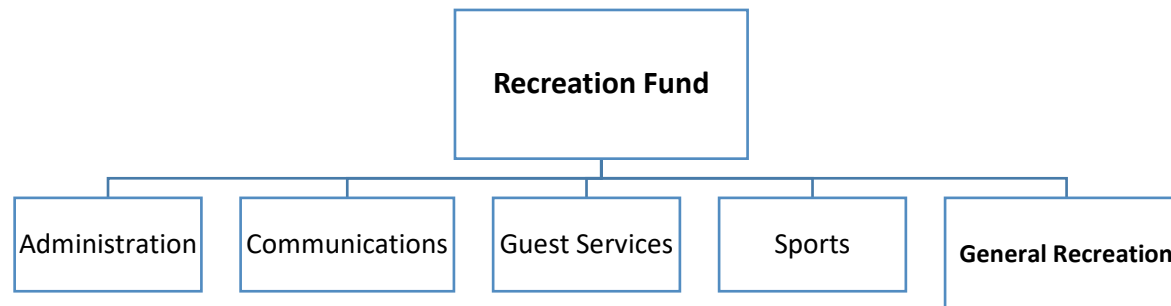 Recreation Fund
Administration
Communications
Guest Services
Sports
General Recreation